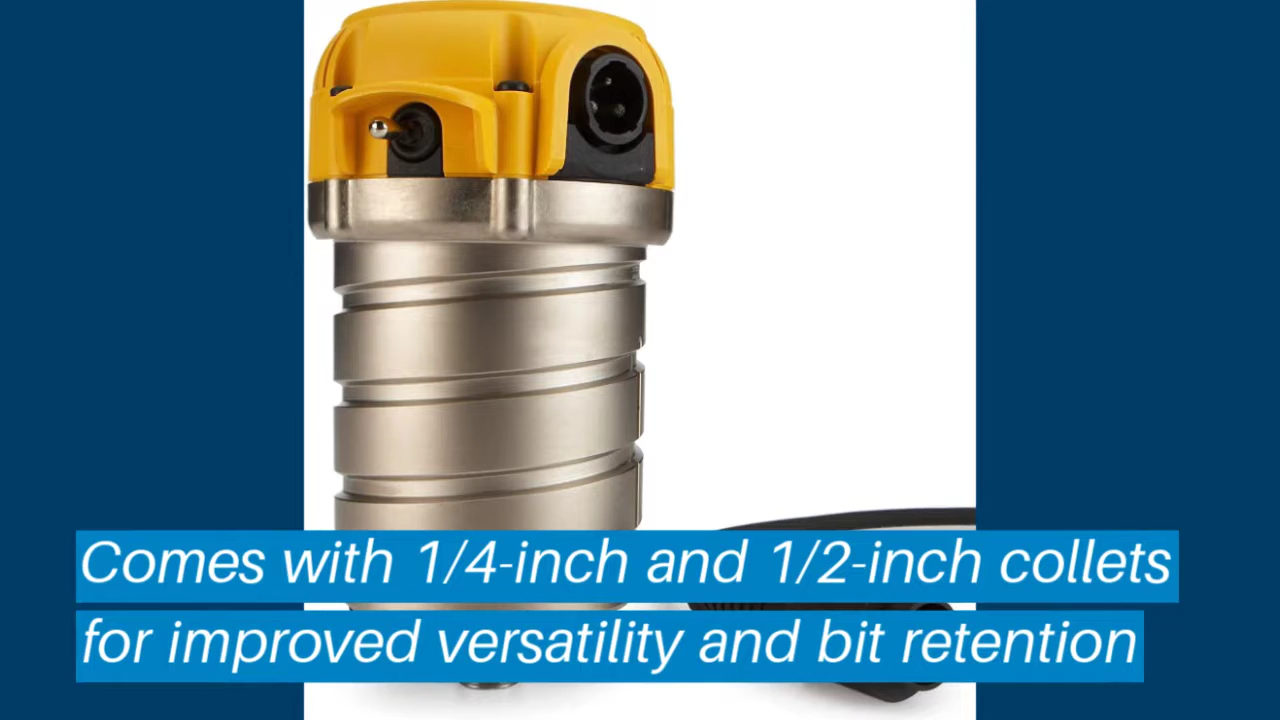 Comes with 1/4-inch and 1/2-inch collets
for improved versatility and bit retention